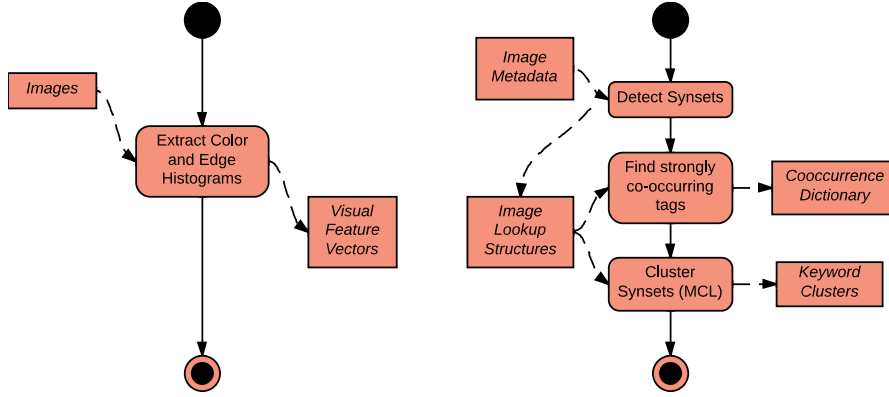 Images
Extract Color
and Edge
Histograms
Visual
Feature
Vectors
Image
Metadata
Detect Synsets
Find strongly
co-occurring
tags
Cooccurrence
Dictionary
Image
Lookup
Structures
Cluster
Synsets (MCL)
Keyword
Clusters